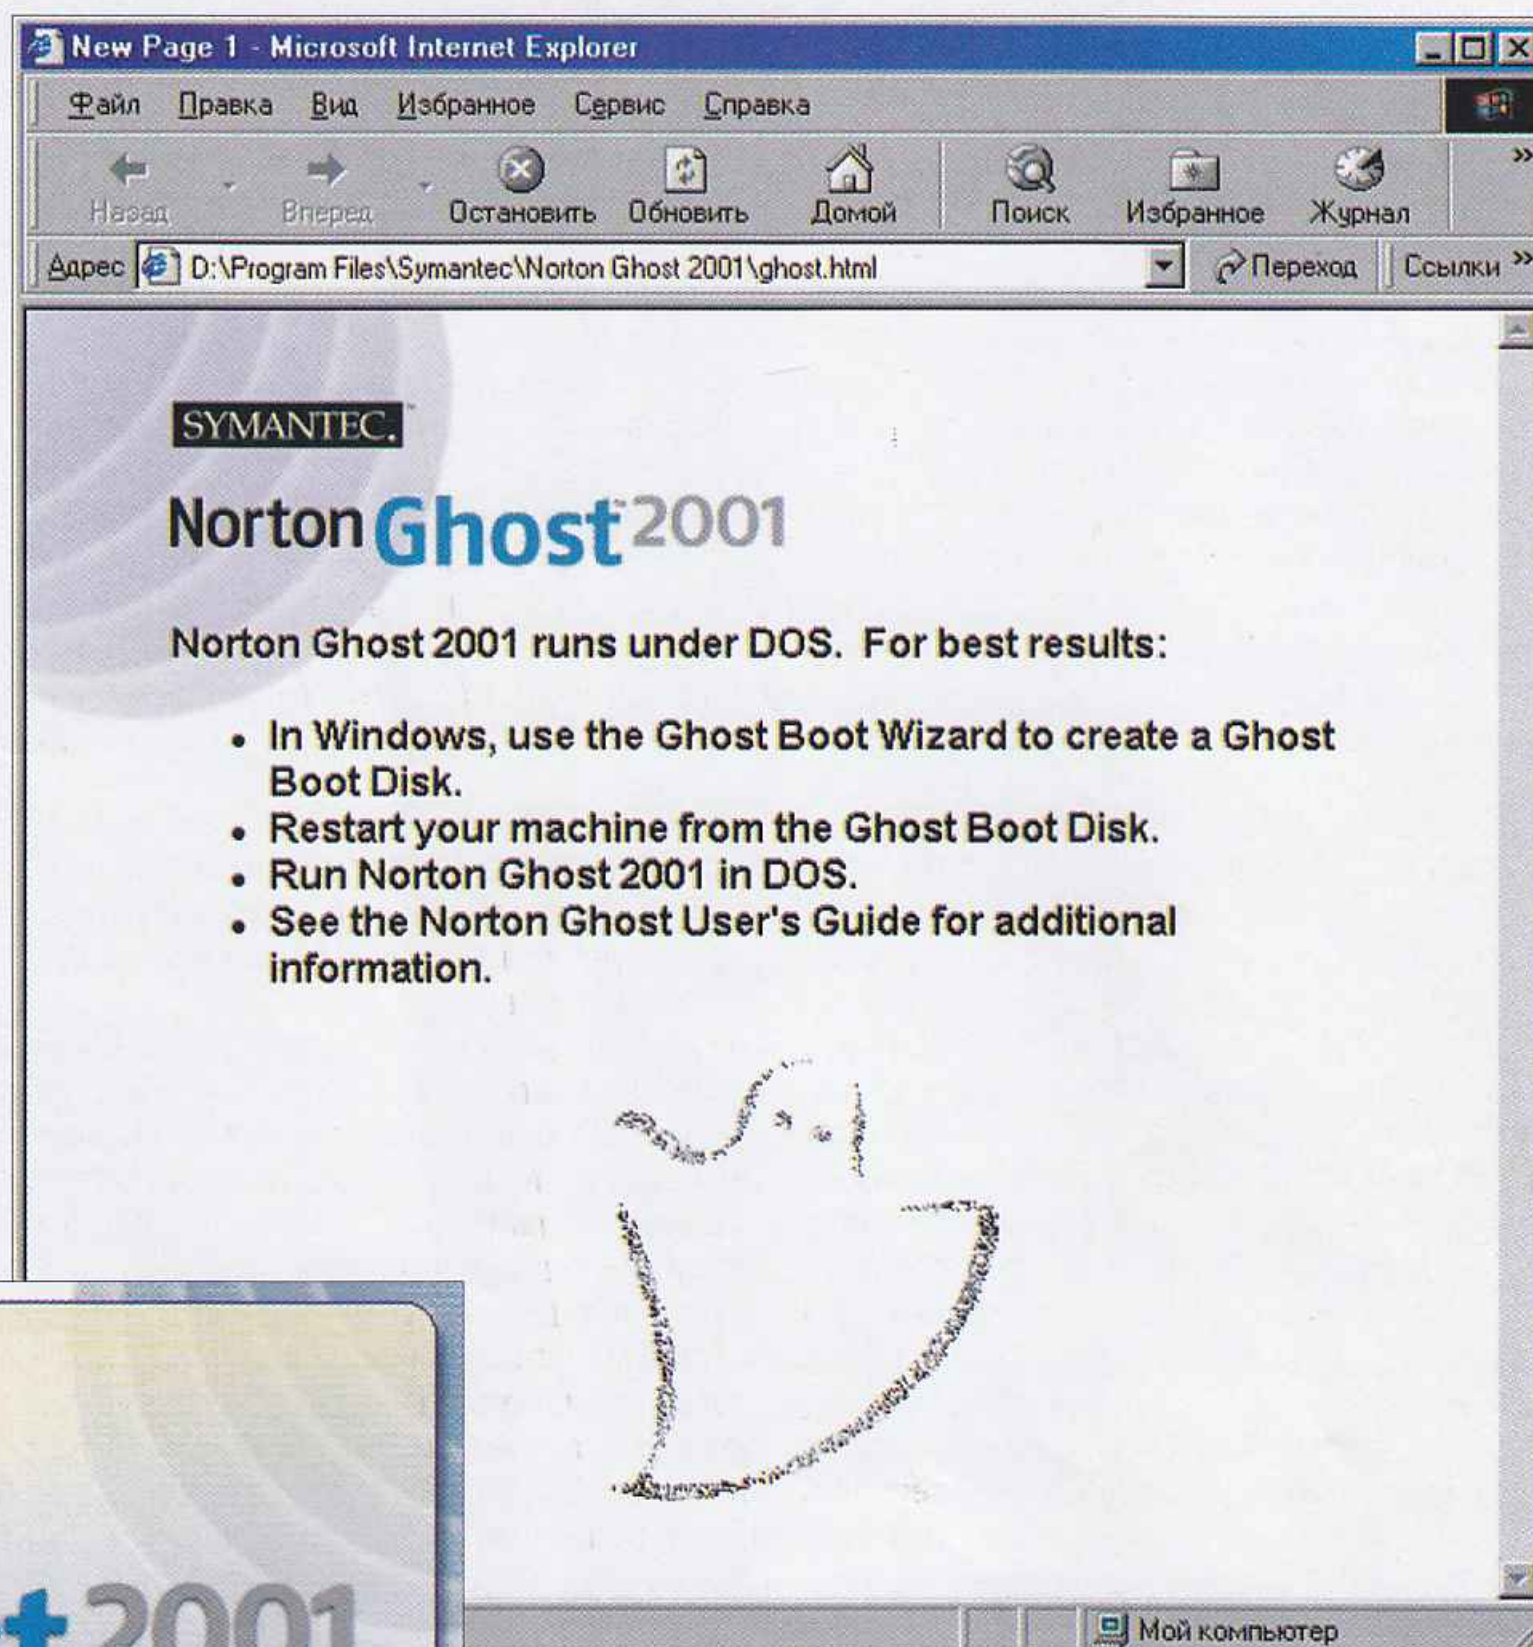 New Page 1 - Microsoft Internet Explorer
Файл Правка Вид Избранное Сервис Справка
Назад Вперед Остановить Обновить Домой Поиск Избранное Журнал »
Адрес D:\Program Files\Symantec\Norton Ghost 2001\ghost.html Переход Ссылки »
SYMANTEC.™
Norton Ghost™ 2001
Norton Ghost 2001 runs under DOS. For best results:
• In Windows, use the Ghost Boot Wizard to create a Ghost
Boot Disk.
• Restart your machine from the Ghost Boot Disk.
• Run Norton Ghost 2001 in DOS.
• See the Norton Ghost User's Guide for additional
information.
t 2001
Мой компьютер